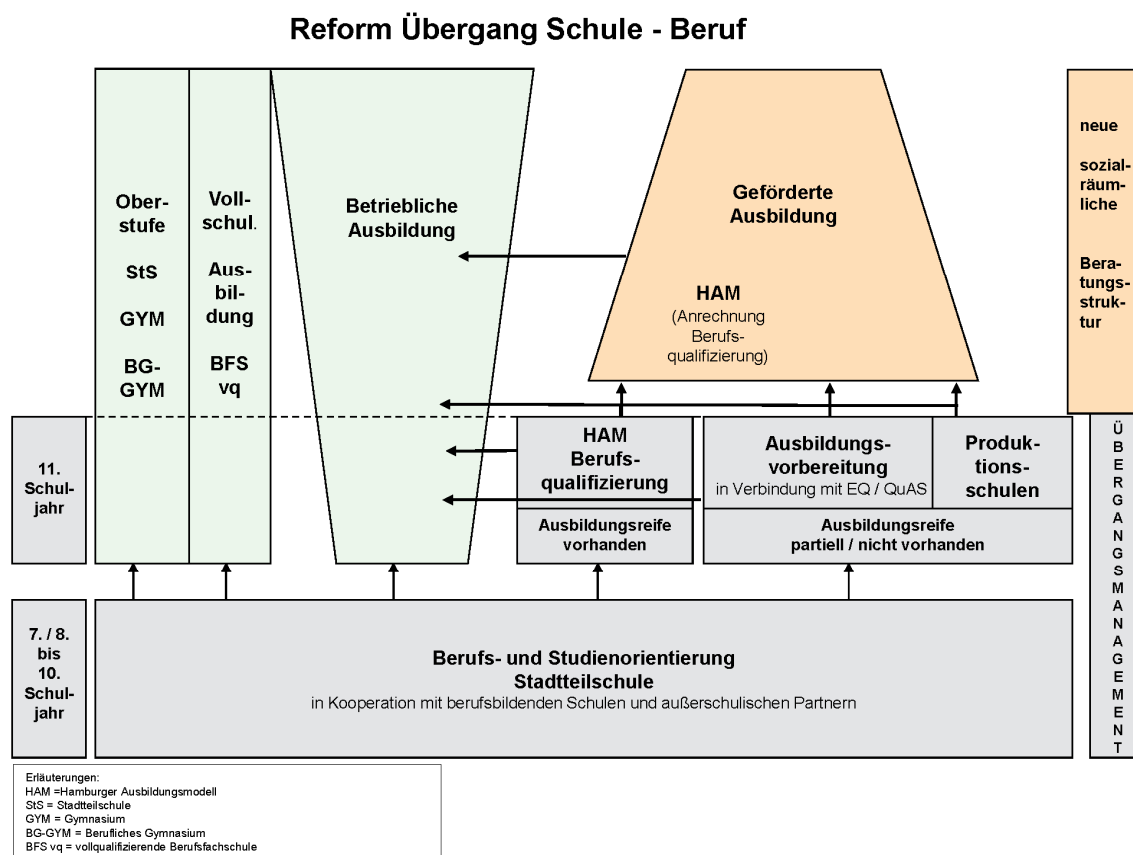 Reform Übergang Schule - Beruf
Ober-
stufe
StS
GYM
BG-
GYM
Voll-
schul.
Aus-
bil-
dung
BFS
vq
Betriebliche
Ausbildung
Geförderte
Ausbildung
HAM
(Anrechnung
Berufs-
qualifizierung)
neue
sozial-
räum-
liche
Bera-
tungs-
struk-
tur
11.
Schul-
jahr
HAM
Berufs-
qualifizierung
Ausbildungsreife
vorhanden
Ausbildungs-
vorbereitung
in Verbindung mit EQ / QuAS
Produk-
tions-
schulen
Ausbildungsreife
partiell / nicht vorhanden
ÜBERGANGSMANAGEMENT
7. / 8.
bis
10.
Schul-
jahr
Berufs- und Studienorientierung
Stadtteilschule
in Kooperation mit berufsbildenden Schulen und außerschulischen Partnern
Erläuterungen:
HAM =Hamburger Ausbildungsmodell
StS = Stadtteilschule
GYM = Gymnasium
BG-GYM = Berufliches Gymnasium
BFS vq = vollqualifizierende Berufsfachschule